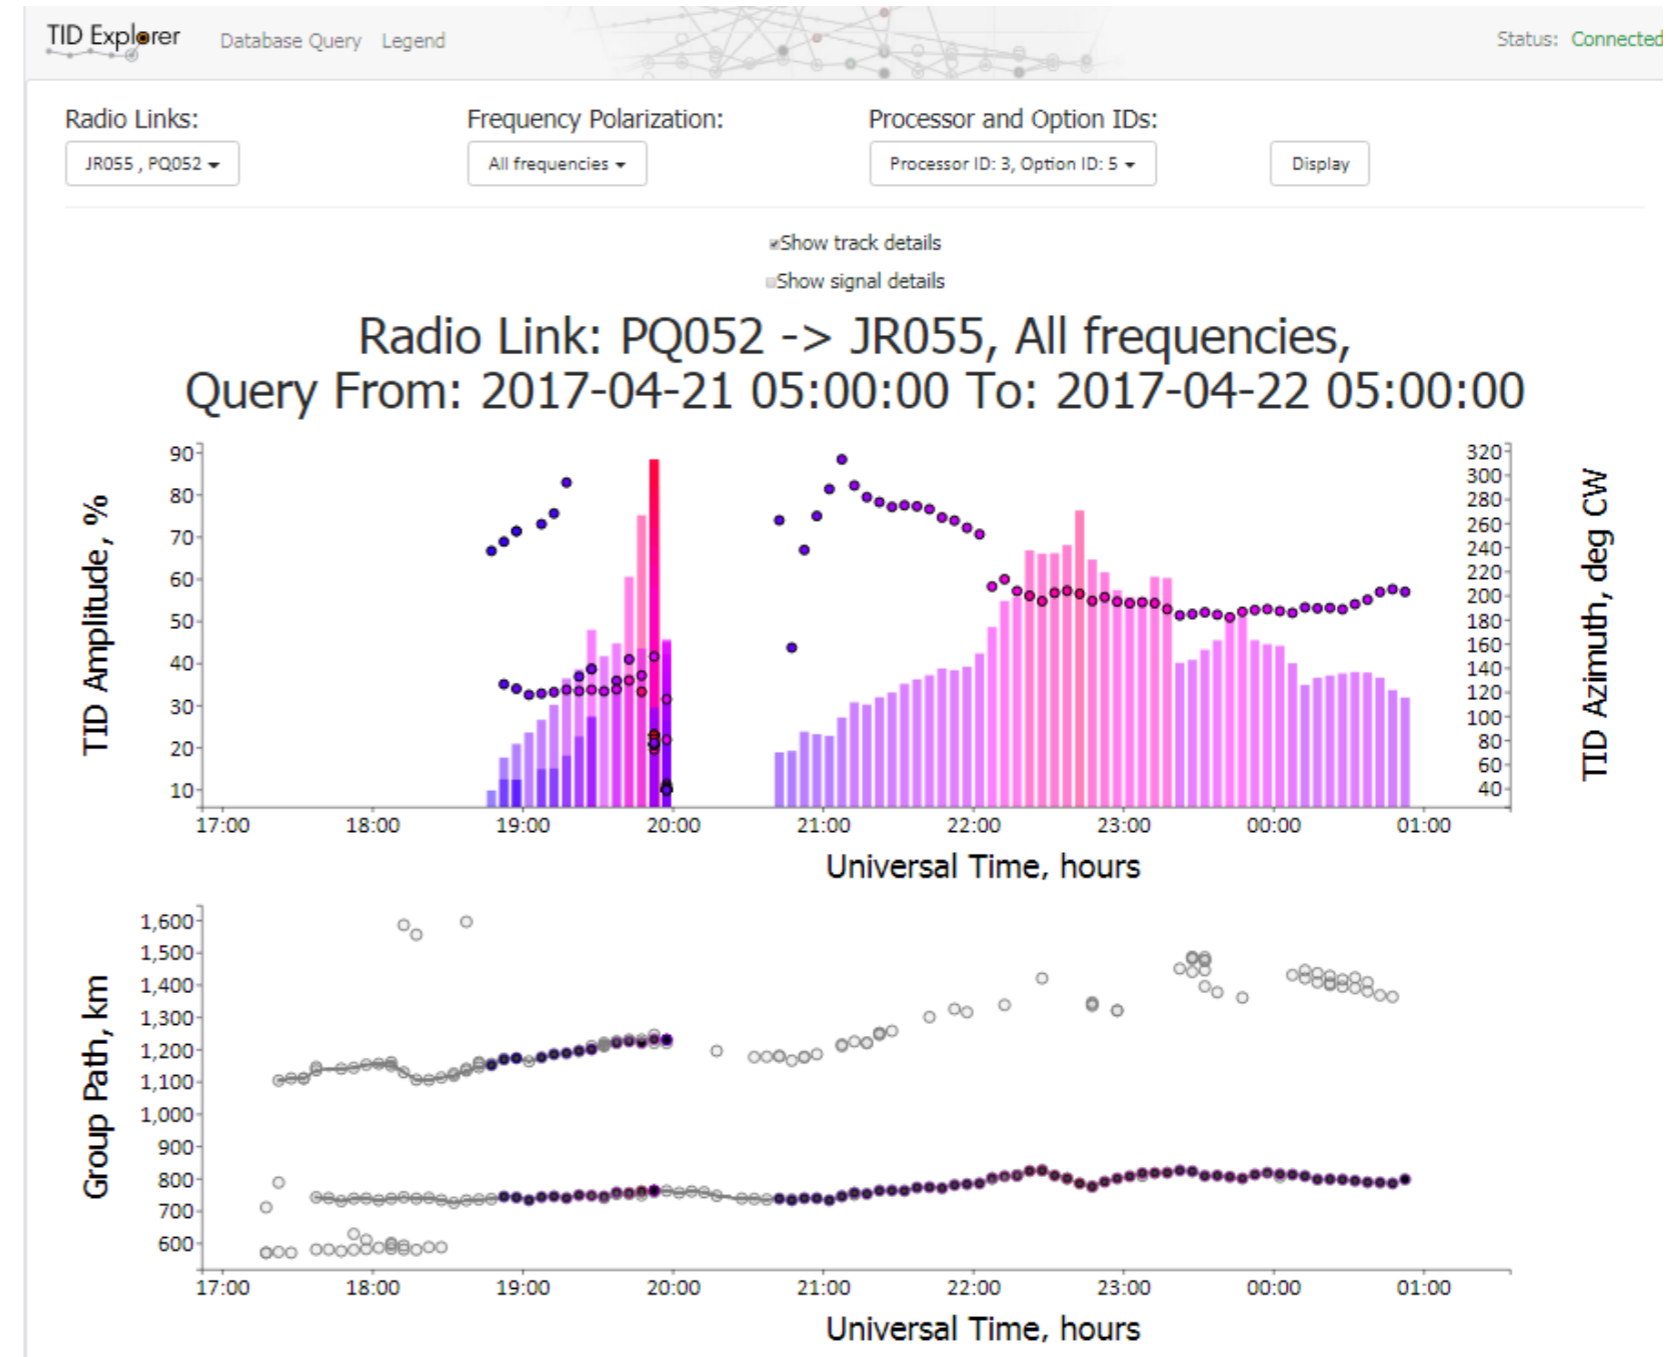 TID Explorer Database Query Legend Status: Connected
Radio Links: Frequency Polarization: Processor and Option IDs:
JR055 , PQ052 All frequencies Processor ID: 3, Option ID: 5 Display
Show track details
Show signal details
Radio Link: PQ052 -> JR055, All frequencies,
Query From: 2017-04-21 05:00:00 To: 2017-04-22 05:00:00
TID Amplitude, %
90
80
70
60
50
40
30
20
10
320
300
280
260
240
220
200
180
160
140
120
100
80
60
40
TID Azimuth, deg CW
17:00 18:00 19:00 20:00 21:00 22:00 23:00 00:00 01:00
Universal Time, hours
Group Path, km
1,600
1,500
1,400
1,300
1,200
1,100
1,000
900
800
700
600
17:00 18:00 19:00 20:00 21:00 22:00 23:00 00:00 01:00
Universal Time, hours